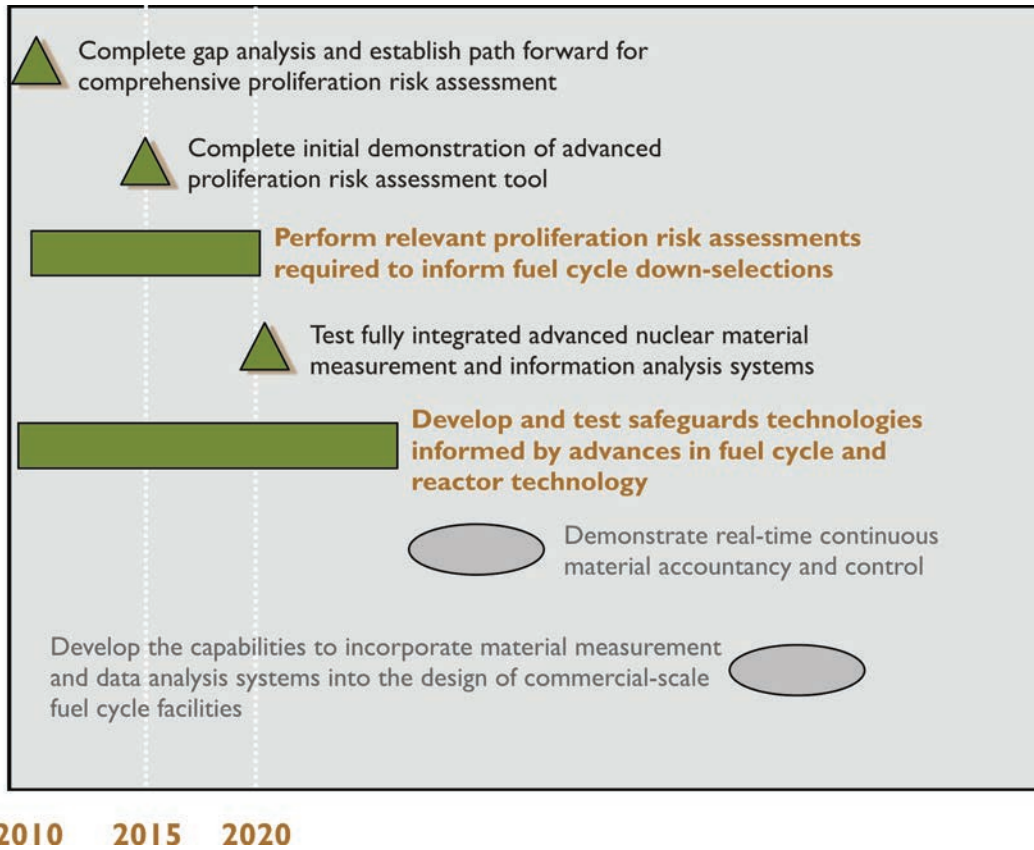 Complete gap analysis and establish path forward for
comprehensive proliferation risk assessment
Complete initial demonstration of advanced
proliferation risk assessment tool
Perform relevant proliferation risk assessments
required to inform fuel cycle down-selections
Test fully integrated advanced nuclear material
measurement and information analysis systems
Develop and test safeguards technologies
informed by advances in fuel cycle and
reactor technology
Demonstrate real-time continuous
material accountancy and control
Develop the capabilities to incorporate material measurement
and data analysis systems into the design of commercial-scale
fuel cycle facilities
2010 2015 2020